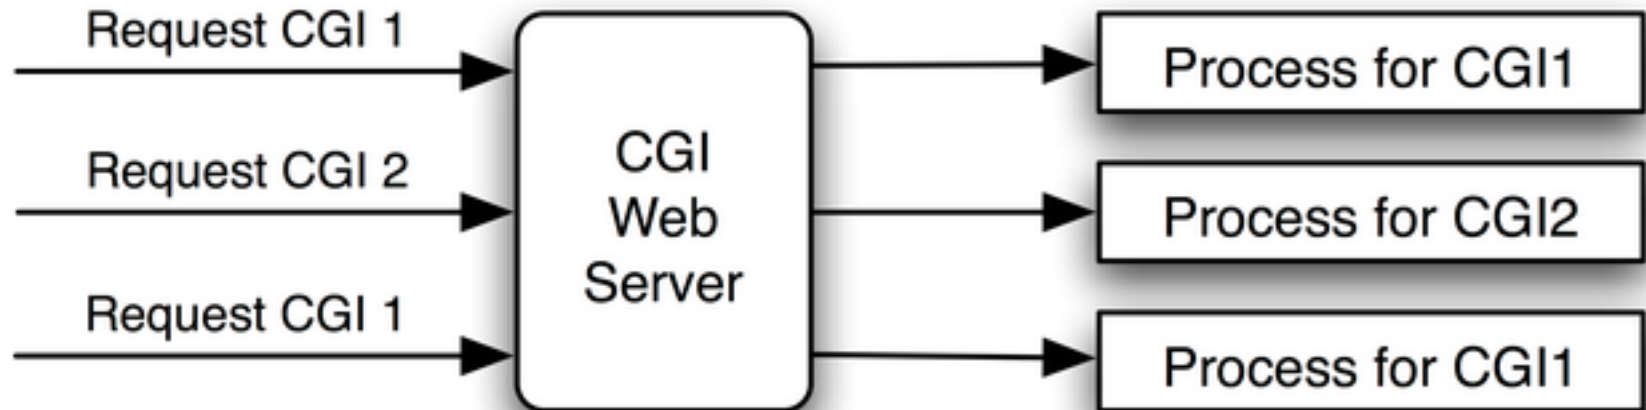 Request CGI 1
Request CGI 2
Request CGI 1
CGI
Web
Server
Process for CGI1
Process for CGI2
Process for CGI1